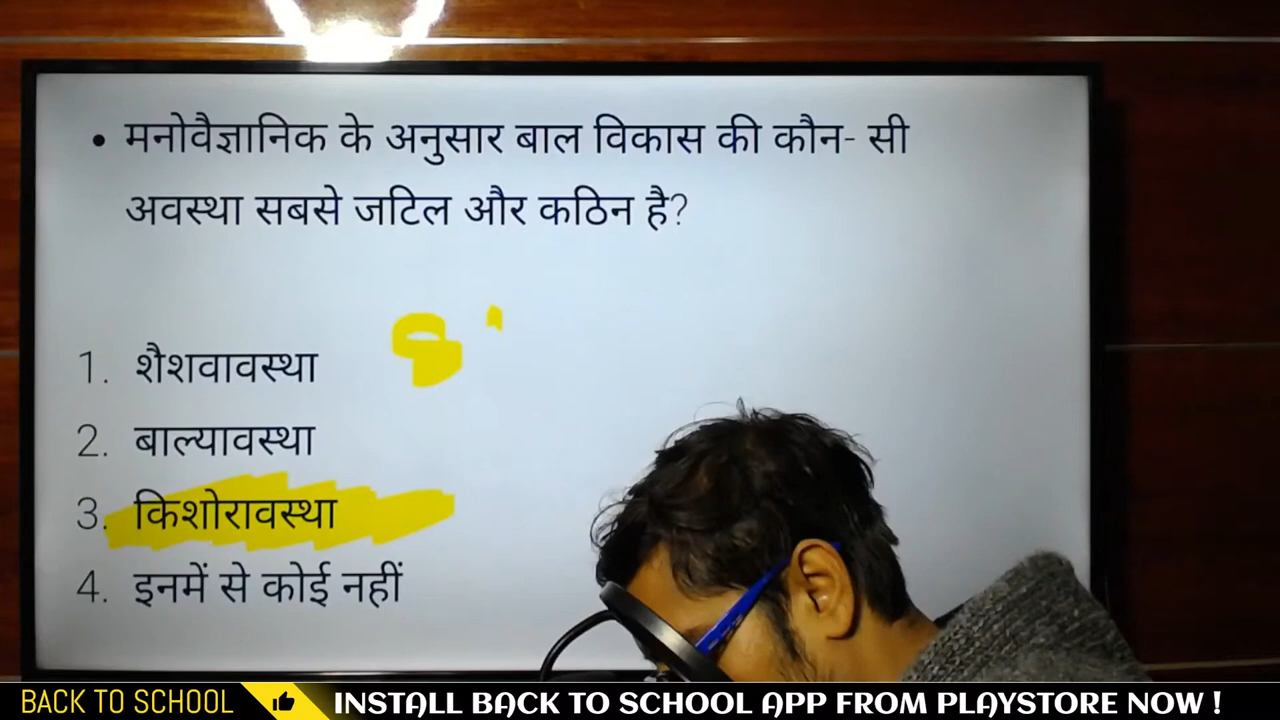 • मनोवैज्ञानिक के अनुसार बाल विकास की कौन- सी
अवस्था सबसे जटिल और कठिन है?
1. शैशवावस्था
2. बाल्यावस्था
3. किशोरावस्था
4. इनमें से कोई नहीं
BACK TO SCHOOL INSTALL BACK TO SCHOOL APP FROM PLAYSTORE NOW !